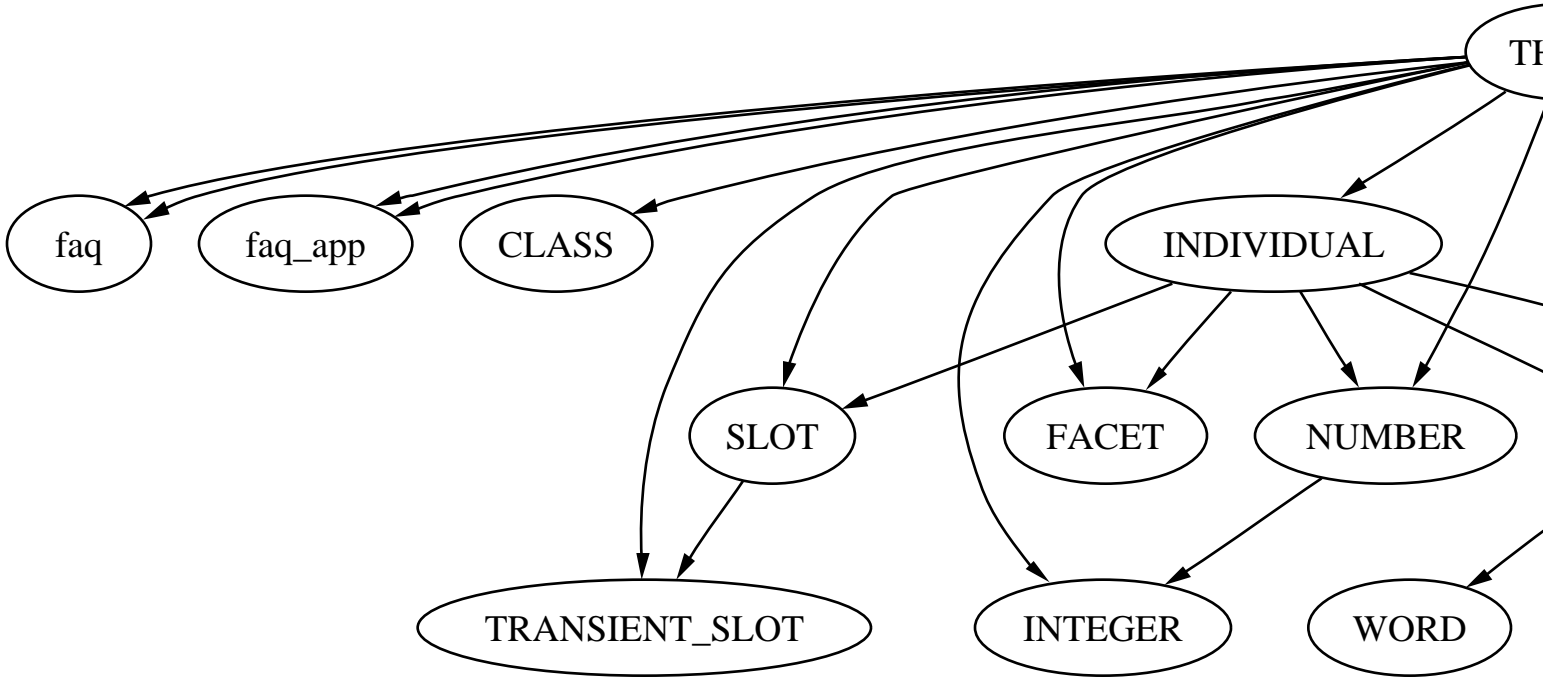 faq
faq_app
CLASS
INDIVIDUAL
SLOT
FACET
NUMBER
TRANSIENT_SLOT
INTEGER
WORD